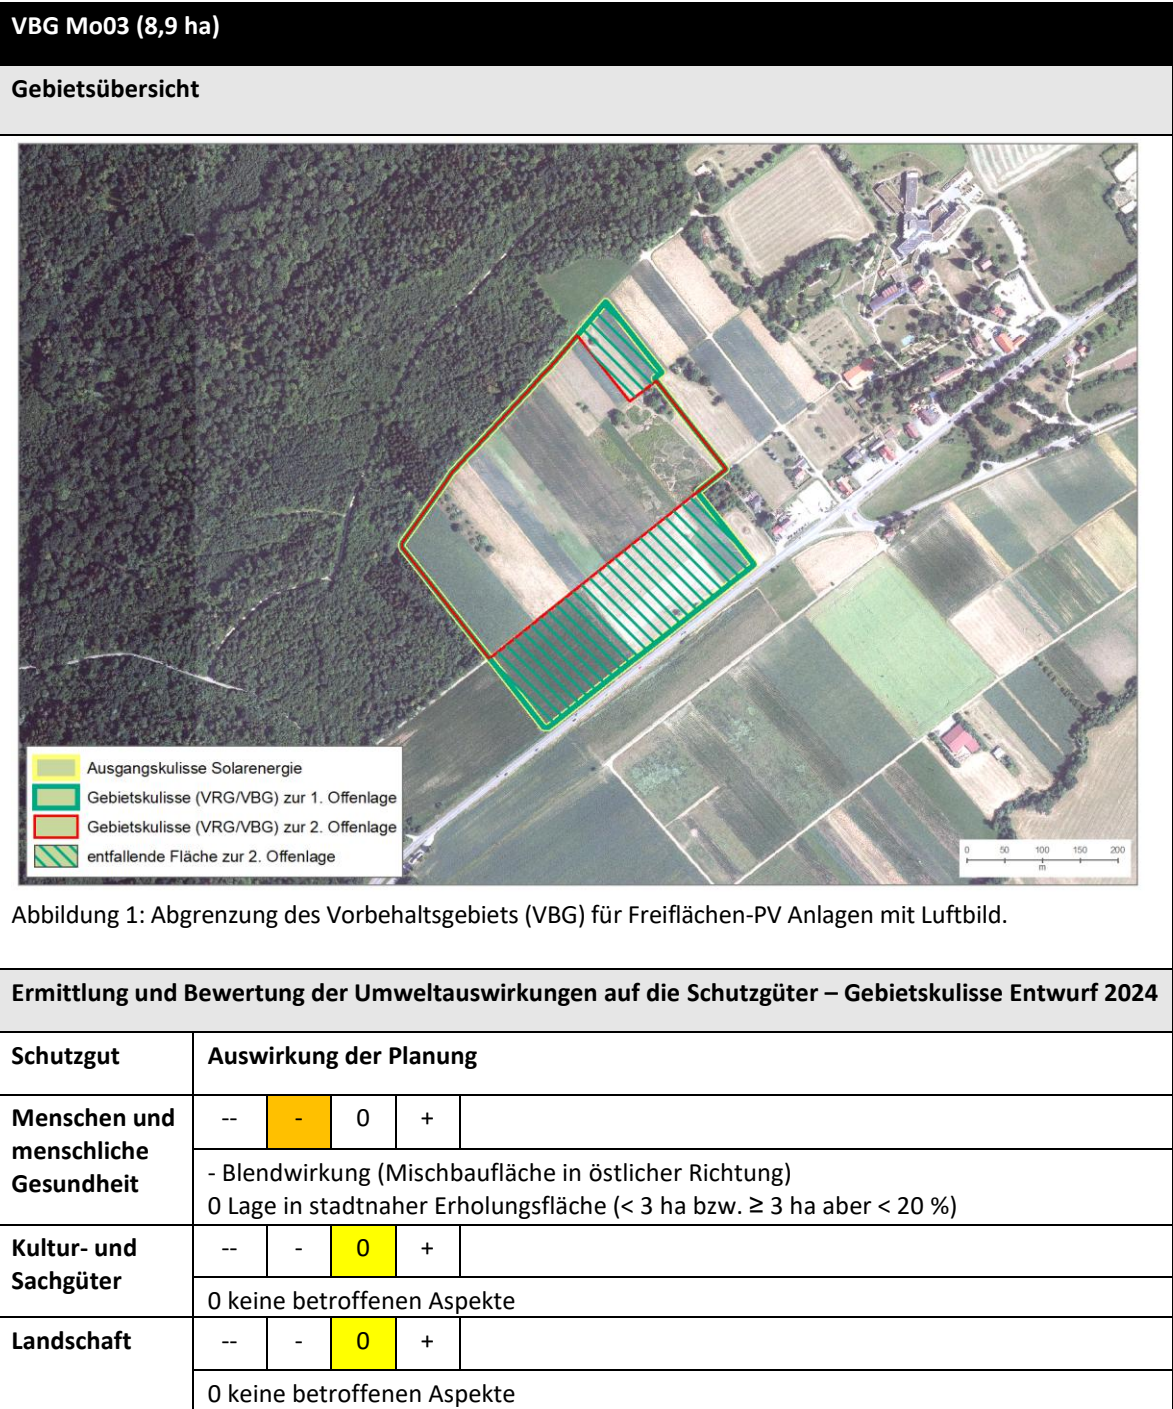 VBG Mo03 (8,9 ha)
Gebietsübersicht
Ausgangskulisse Solarenergie
Gebietskulisse (VRG/VBG) zur 1. Offenlage
Gebietskulisse (VRG/VBG) zur 2. Offenlage
entfallende Fläche zur 2. Offenlage
0 50 100 150 200
m
Abbildung 1: Abgrenzung des Vorbehaltsgebiets (VBG) für Freiflächen-PV Anlagen mit Luftbild.
Ermittlung und Bewertung der Umweltauswirkungen auf die Schutzgüter – Gebietskulisse Entwurf 2024
Schutzgut Auswirkung der Planung
Menschen und menschliche Gesundheit -- - 0 +
- Blendwirkung (Mischbaufläche in östlicher Richtung)
0 Lage in stadtnaher Erholungsfläche (< 3 ha bzw. ≥ 3 ha aber < 20 %)
Kultur- und Sachgüter -- - 0 +
0 keine betroffenen Aspekte
Landschaft -- - 0 +
0 keine betroffenen Aspekte